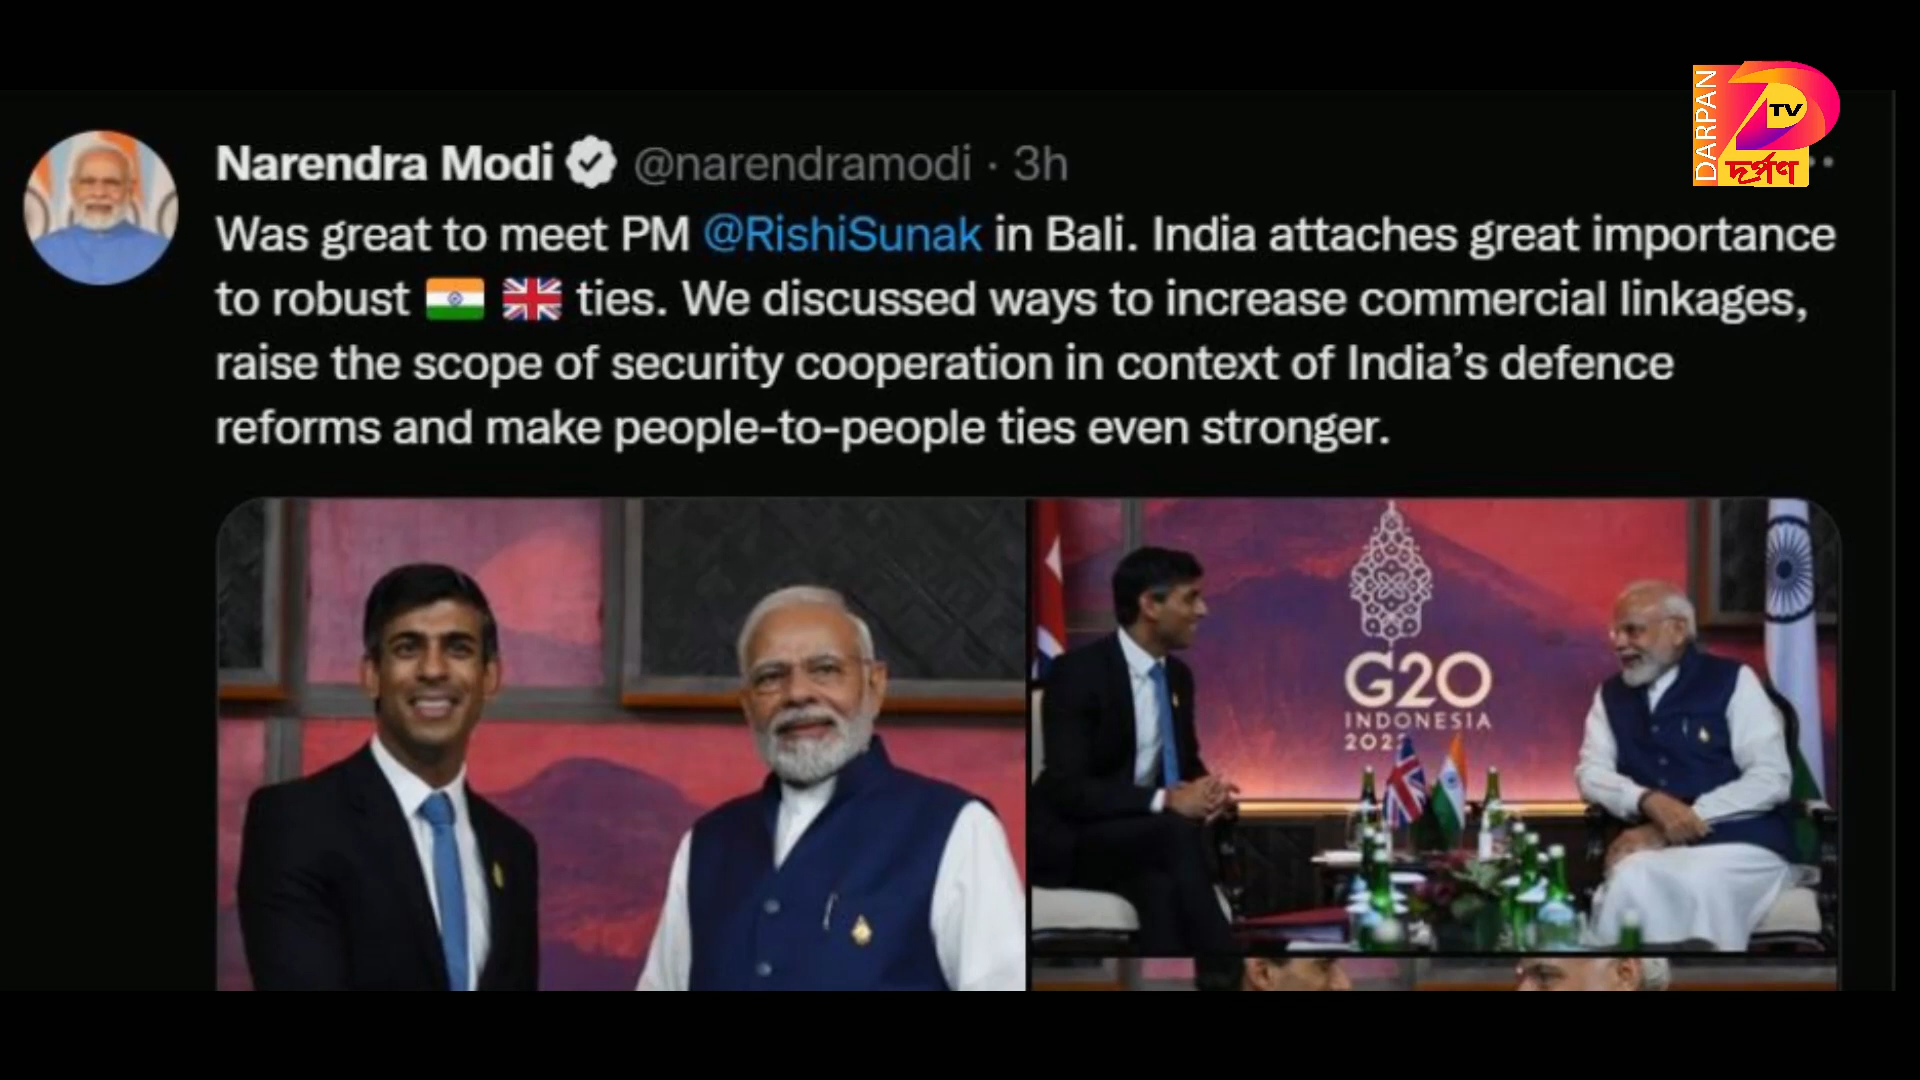 DARPAN
TV
দর্পণ
Narendra Modi @narendramodi · 3h
Was great to meet PM @RishiSunak in Bali. India attaches great importance
to robust 🇮🇳 🇬🇧 ties. We discussed ways to increase commercial linkages,
raise the scope of security cooperation in context of India’s defence
reforms and make people-to-people ties even stronger.
G20
INDONESIA
2022